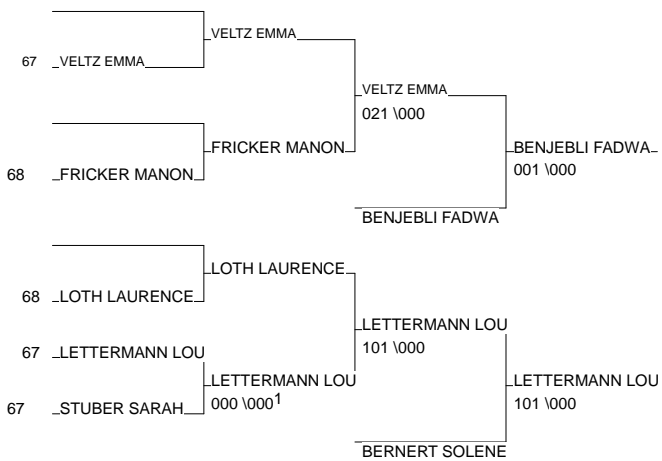 VELTZ EMMA
67 VELTZ EMMA
VELTZ EMMA
021 \000
FRICKER MANON
BENJEBLI FADWA
001 \000
68 FRICKER MANON
BENJEBLI FADWA
LOTH LAURENCE
68 LOTH LAURENCE
LETTERMANN LOU
101 \000
67 LETTERMANN LOU
LETTERMANN LOU
000 \000¹
LETTERMANN LOU
101 \000
67 STUBER SARAH
BERNERT SOLENE